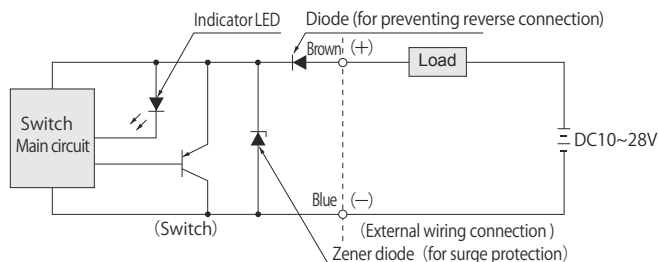 Indicator LED
Diode (for preventing reverse connection)
Brown (+)
Load
Switch
Main circuit
DC10~28V
Blue (—)
(Switch)
(External wiring connection )
Zener diode (for surge protection)